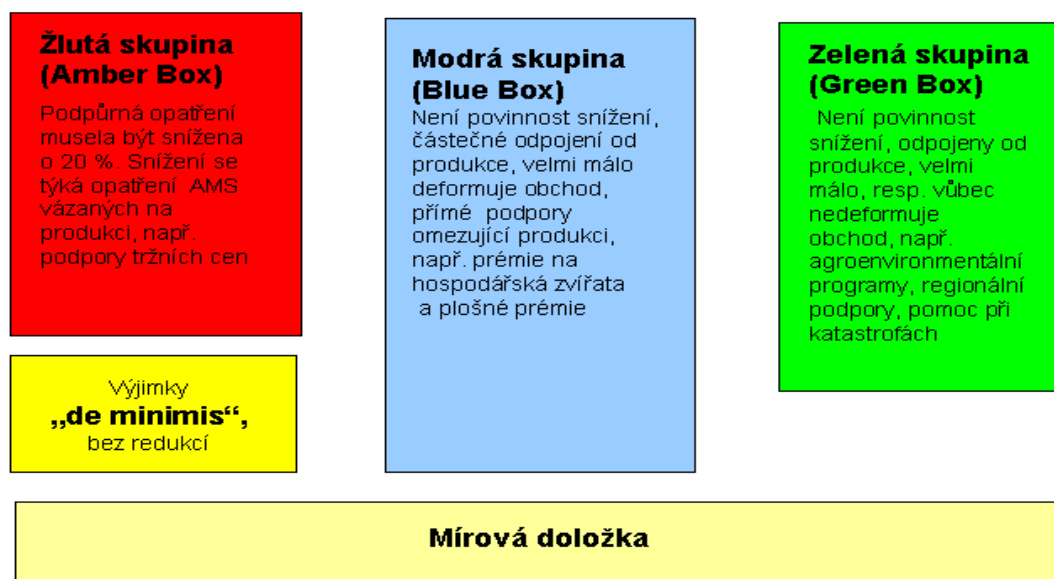 Žlutá skupina
(Amber Box)
Podpůrná opatření
musela být snížena
o 20 %. Snížení se
týká opatření AMS
vázaných na
produkci, např.
podpory tržních cen
Výjimky
„de minimis“,
bez redukcí
Modrá skupina
(Blue Box)
Není povinnost snížení,
částečné odpojení od
produkce, velmi málo
deformuje obchod,
přímé podpory
omezující produkci,
např. prémie na
hospodářská zvířata
a plošné prémie
Zelená skupina
(Green Box)
Není povinnost
snížení, odpojeny od
produkce, velmi
málo, resp. vůbec
nedeformuje
obchod, např.
agroenvironmentální
programy, regionální
podpory, pomoc při
katastrofách
Mírová doložka